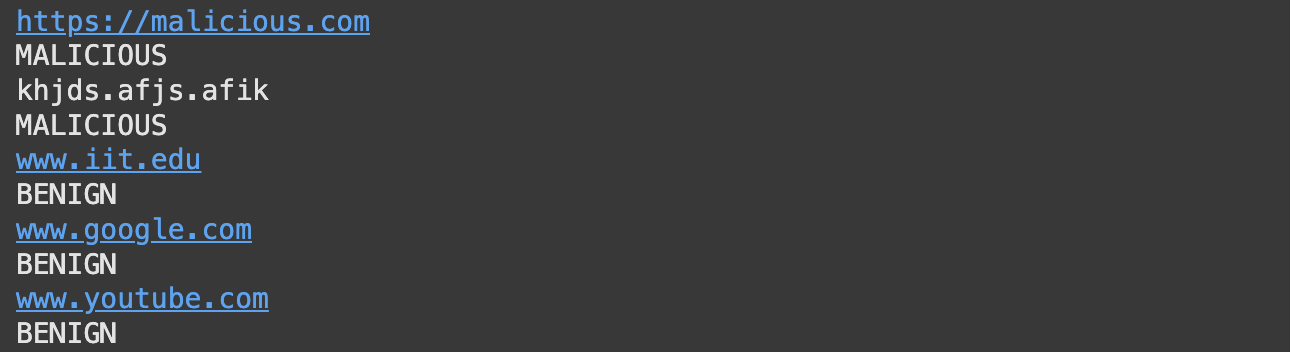 https://malicious.com
MALICIOUS
khjds.afjs.afik
MALICIOUS
www.iit.edu
BENIGN
www.google.com
BENIGN
www.youtube.com
BENIGN